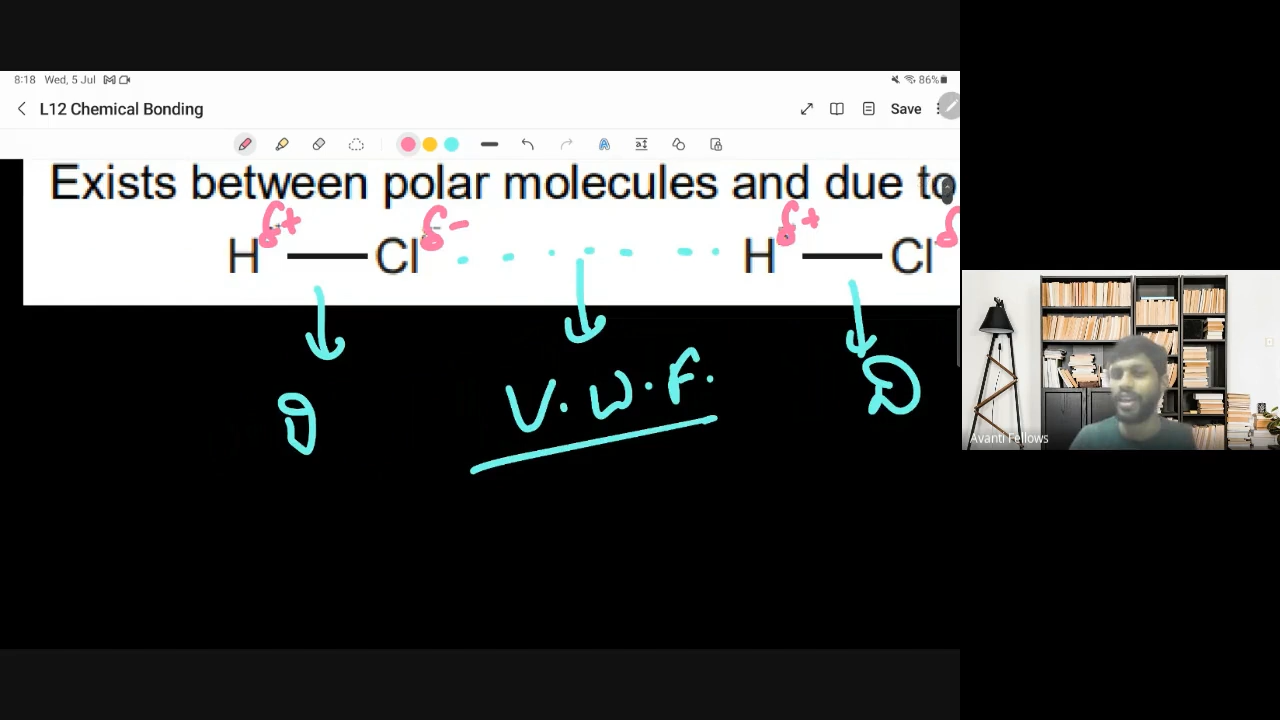 8:18 Wed, 5 Jul 86%
L12 Chemical Bonding Save
Exists between polar molecules and due to
H δ+ — Cl δ- H δ+ — Cl δ
D V.W.F. D
Avanti Fellows